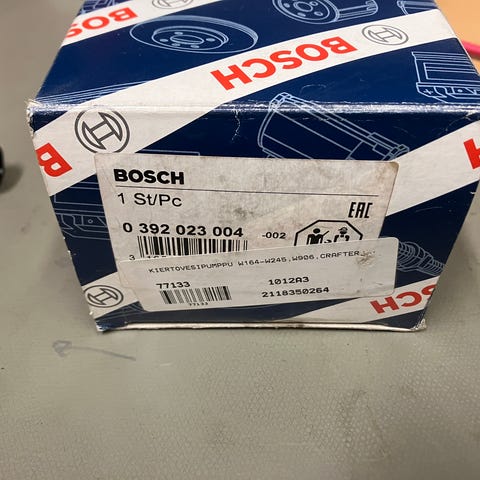 BOSCH
BOSCH
B
BOSCH
1 St/Pc
0 392 023 004 -002
EAC
KIERTOVESIPUMPPU W164-W245,W906,CRAFTER
77133 1012A3
77133 2118350264